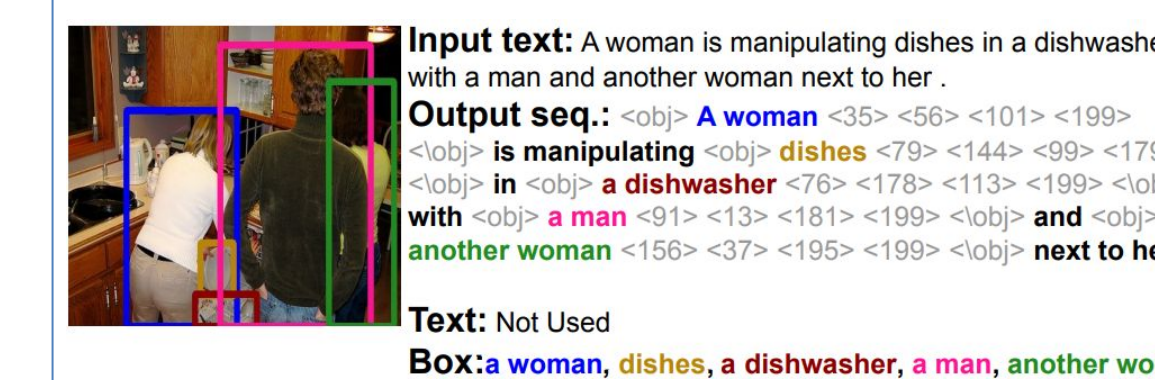 Input text: A woman is manipulating dishes in a dishwashe
with a man and another woman next to her .
Output seq.: <obj> A woman <35> <56> <101> <199>
<\obj> is manipulating <obj> dishes <79> <144> <99> <179
<\obj> in <obj> a dishwasher <76> <178> <113> <199> <\ob
with <obj> a man <91> <13> <181> <199> <\obj> and <obj>
another woman <156> <37> <195> <199> <\obj> next to he
Text: Not Used
Box:a woman, dishes, a dishwasher, a man, another wo